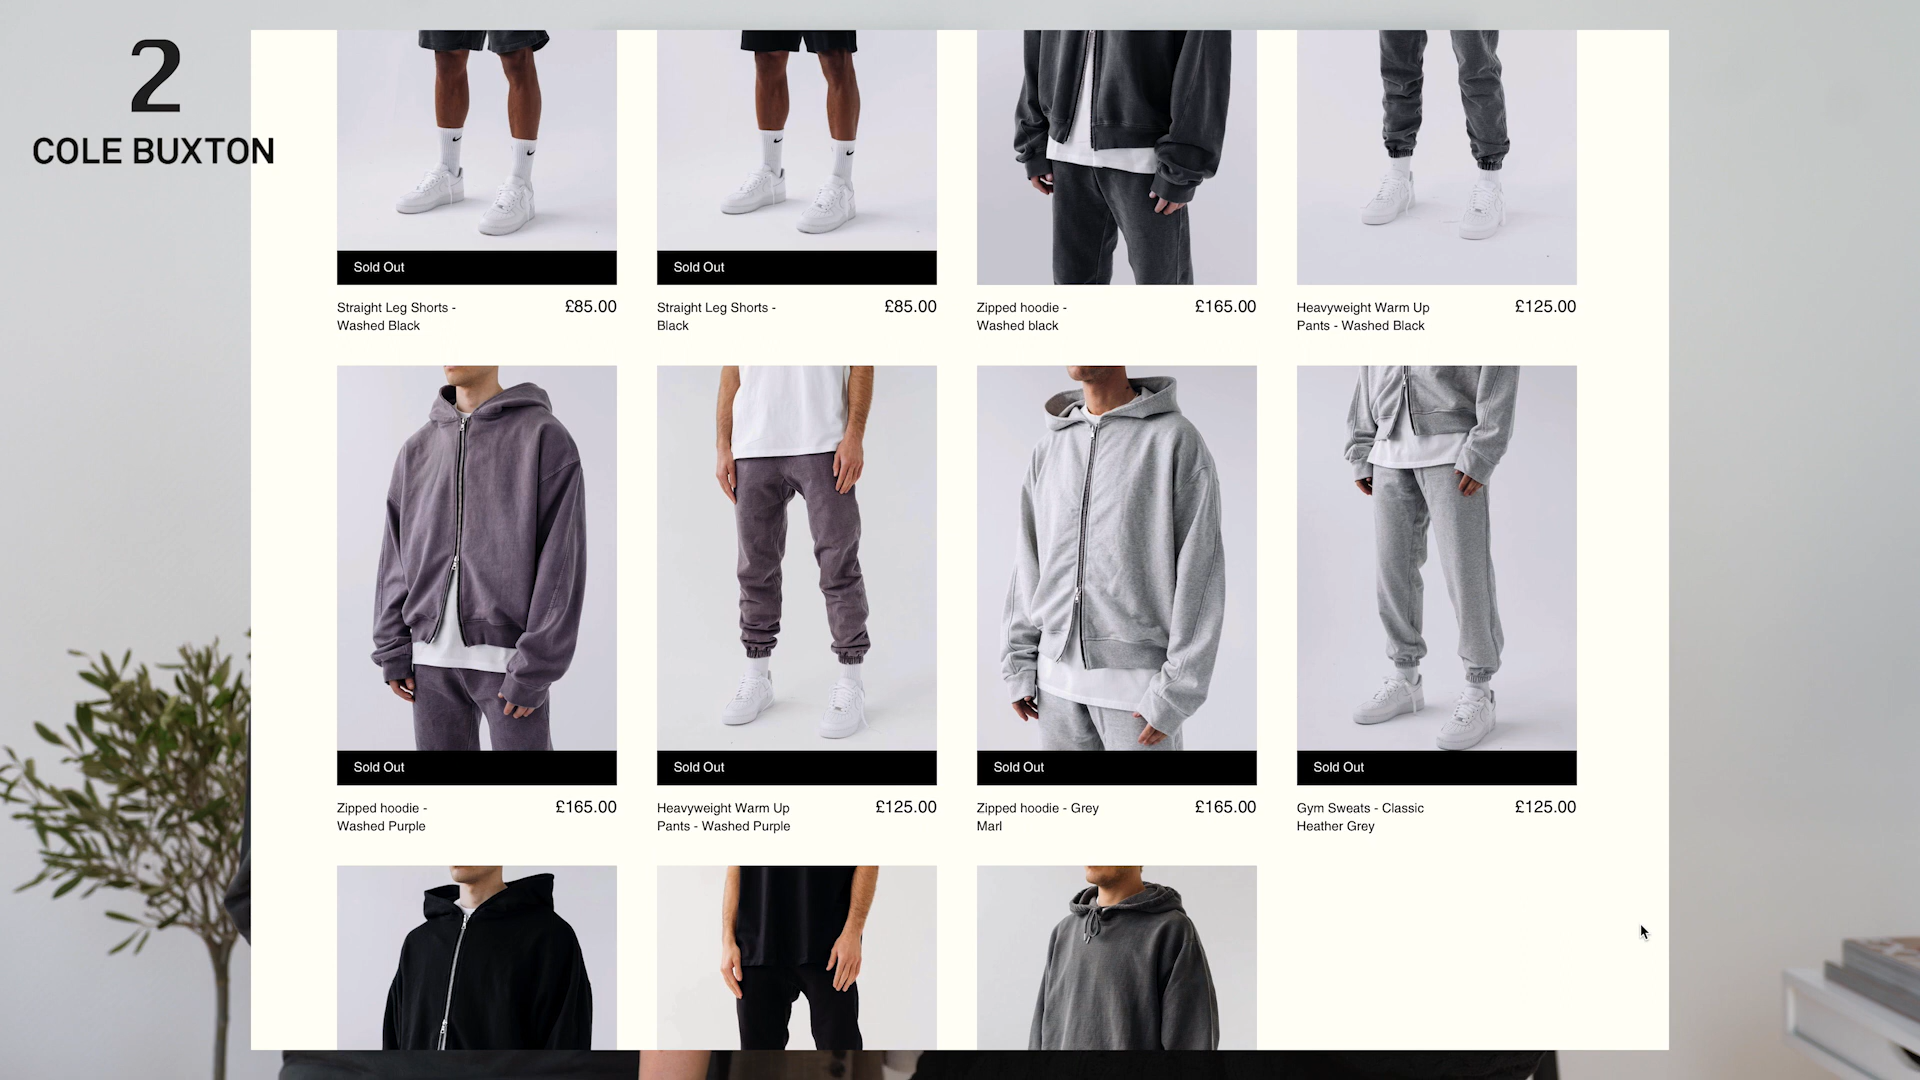 2
COLE BUXTON
Sold Out
Sold Out
Straight Leg Shorts -
Washed Black
£85.00
Straight Leg Shorts -
Black
£85.00
Zipped hoodie -
Washed black
£165.00
Heavyweight Warm Up
Pants - Washed Black
£125.00
Sold Out
Sold Out
Sold Out
Sold Out
Zipped hoodie -
Washed Purple
£165.00
Heavyweight Warm Up
Pants - Washed Purple
£125.00
Zipped hoodie - Grey
Marl
£165.00
Gym Sweats - Classic
Heather Grey
£125.00